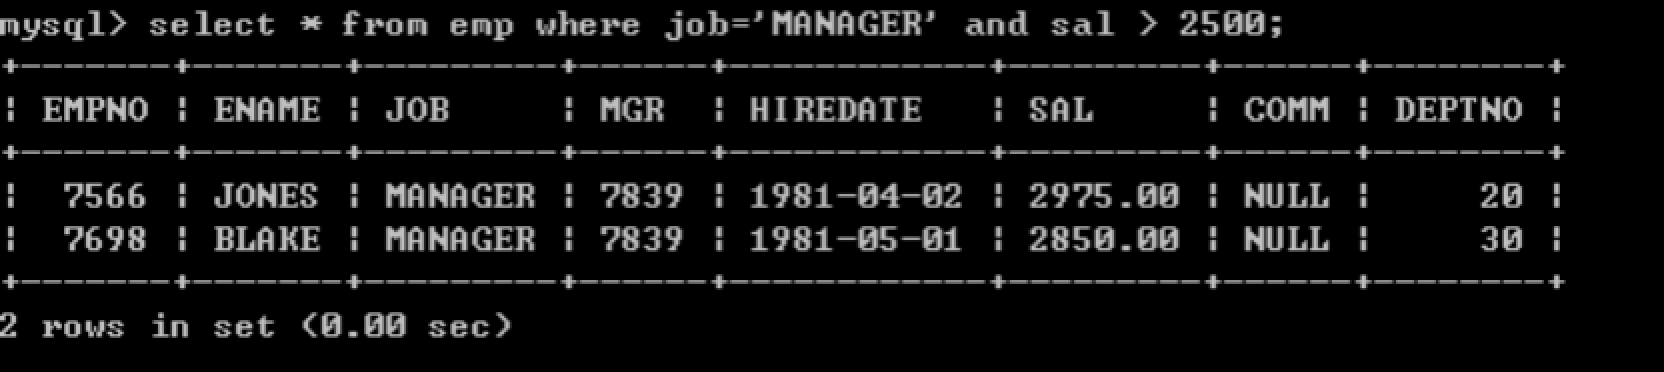 mysql> select * from emp where job='MANAGER' and sal > 2500;
+-------+-------+---------+------+------------+---------+------+--------+
| EMPNO | ENAME | JOB     | MGR  | HIREDATE   | SAL     | COMM | DEPTNO |
+-------+-------+---------+------+------------+---------+------+--------+
|  7566 | JONES | MANAGER | 7839 | 1981-04-02 | 2975.00 | NULL |     20 |
|  7698 | BLAKE | MANAGER | 7839 | 1981-05-01 | 2850.00 | NULL |     30 |
+-------+-------+---------+------+------------+---------+------+--------+
2 rows in set (0.00 sec)